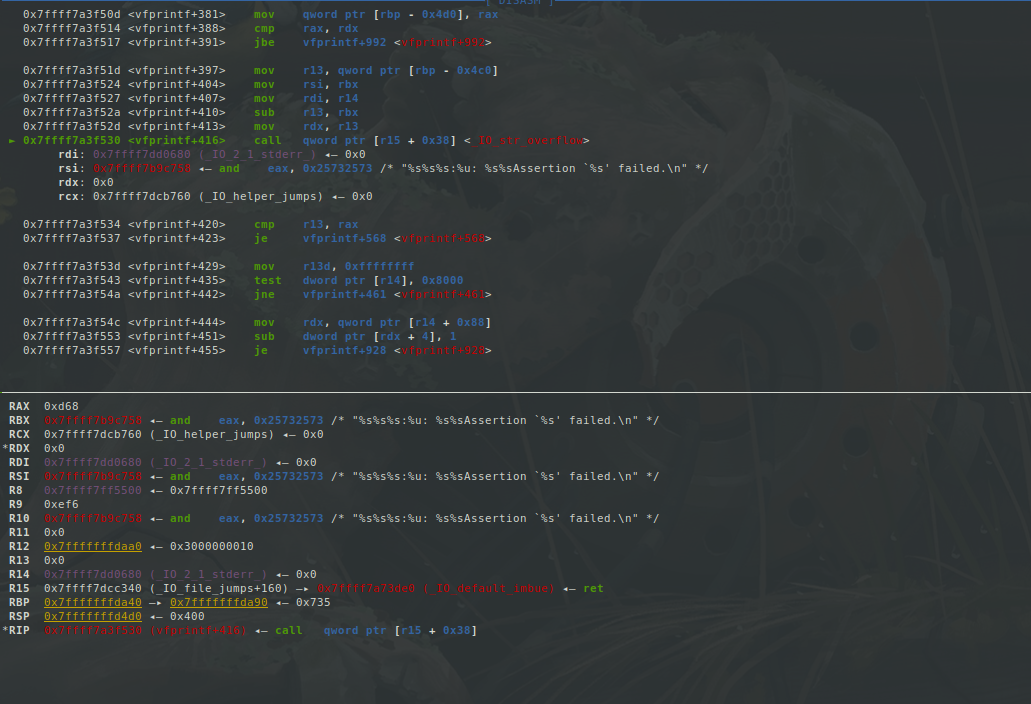 [ DISASM ]
0x7ffff7a3f50d <vfprintf+381> mov qword ptr [rbp - 0x4d0], rax
0x7ffff7a3f514 <vfprintf+388> cmp rax, rdx
0x7ffff7a3f517 <vfprintf+391> jbe vfprintf+992 <vfprintf+992>
0x7ffff7a3f51d <vfprintf+397> mov r13, qword ptr [rbp - 0x4c0]
0x7ffff7a3f524 <vfprintf+404> mov rsi, rbx
0x7ffff7a3f527 <vfprintf+407> mov rdi, r14
0x7ffff7a3f52a <vfprintf+410> sub r13, rbx
0x7ffff7a3f52d <vfprintf+413> mov rdx, r13
► 0x7ffff7a3f530 <vfprintf+416> call qword ptr [r15 + 0x38] <_IO_str_overflow>
rdi: 0x7ffff7dd0680 (_IO_2_1_stderr_) ◂— 0x0
rsi: 0x7ffff7b9c758 ◂— and eax, 0x25732573 /* "%s%s%s:%u: %s%sAssertion `%s' failed.\n" */
rdx: 0x0
rcx: 0x7ffff7dcb760 (_IO_helper_jumps) ◂— 0x0
0x7ffff7a3f534 <vfprintf+420> cmp r13, rax
0x7ffff7a3f537 <vfprintf+423> je vfprintf+568 <vfprintf+568>
0x7ffff7a3f53d <vfprintf+429> mov r13d, 0xffffffff
0x7ffff7a3f543 <vfprintf+435> test dword ptr [r14], 0x8000
0x7ffff7a3f54a <vfprintf+442> jne vfprintf+461 <vfprintf+461>
0x7ffff7a3f54c <vfprintf+444> mov rdx, qword ptr [r14 + 0x88]
0x7ffff7a3f553 <vfprintf+451> sub dword ptr [rdx + 4], 1
0x7ffff7a3f557 <vfprintf+455> je vfprintf+928 <vfprintf+928>
RAX 0xd68
RBX 0x7ffff7b9c758 ◂— and eax, 0x25732573 /* "%s%s%s:%u: %s%sAssertion `%s' failed.\n" */
RCX 0x7ffff7dcb760 (_IO_helper_jumps) ◂— 0x0
*RDX 0x0
RDI 0x7ffff7dd0680 (_IO_2_1_stderr_) ◂— 0x0
RSI 0x7ffff7b9c758 ◂— and eax, 0x25732573 /* "%s%s%s:%u: %s%sAssertion `%s' failed.\n" */
R8 0x7ffff7ff5500 ◂— 0x7ffff7ff5500
R9 0xef6
R10 0x7ffff7b9c758 ◂— and eax, 0x25732573 /* "%s%s%s:%u: %s%sAssertion `%s' failed.\n" */
R11 0x0
R12 0x7fffffffdaa0 ◂— 0x3000000010
R13 0x0
R14 0x7ffff7dd0680 (_IO_2_1_stderr_) ◂— 0x0
R15 0x7ffff7dcc340 (_IO_file_jumps+160) —▸ 0x7ffff7a73de0 (_IO_default_imbue) ◂— ret
RBP 0x7fffffffda40 —▸ 0x7fffffffda90 ◂— 0x735
RSP 0x7fffffffd4d0 ◂— 0x400
*RIP 0x7ffff7a3f530 (vfprintf+416) ◂— call qword ptr [r15 + 0x38]